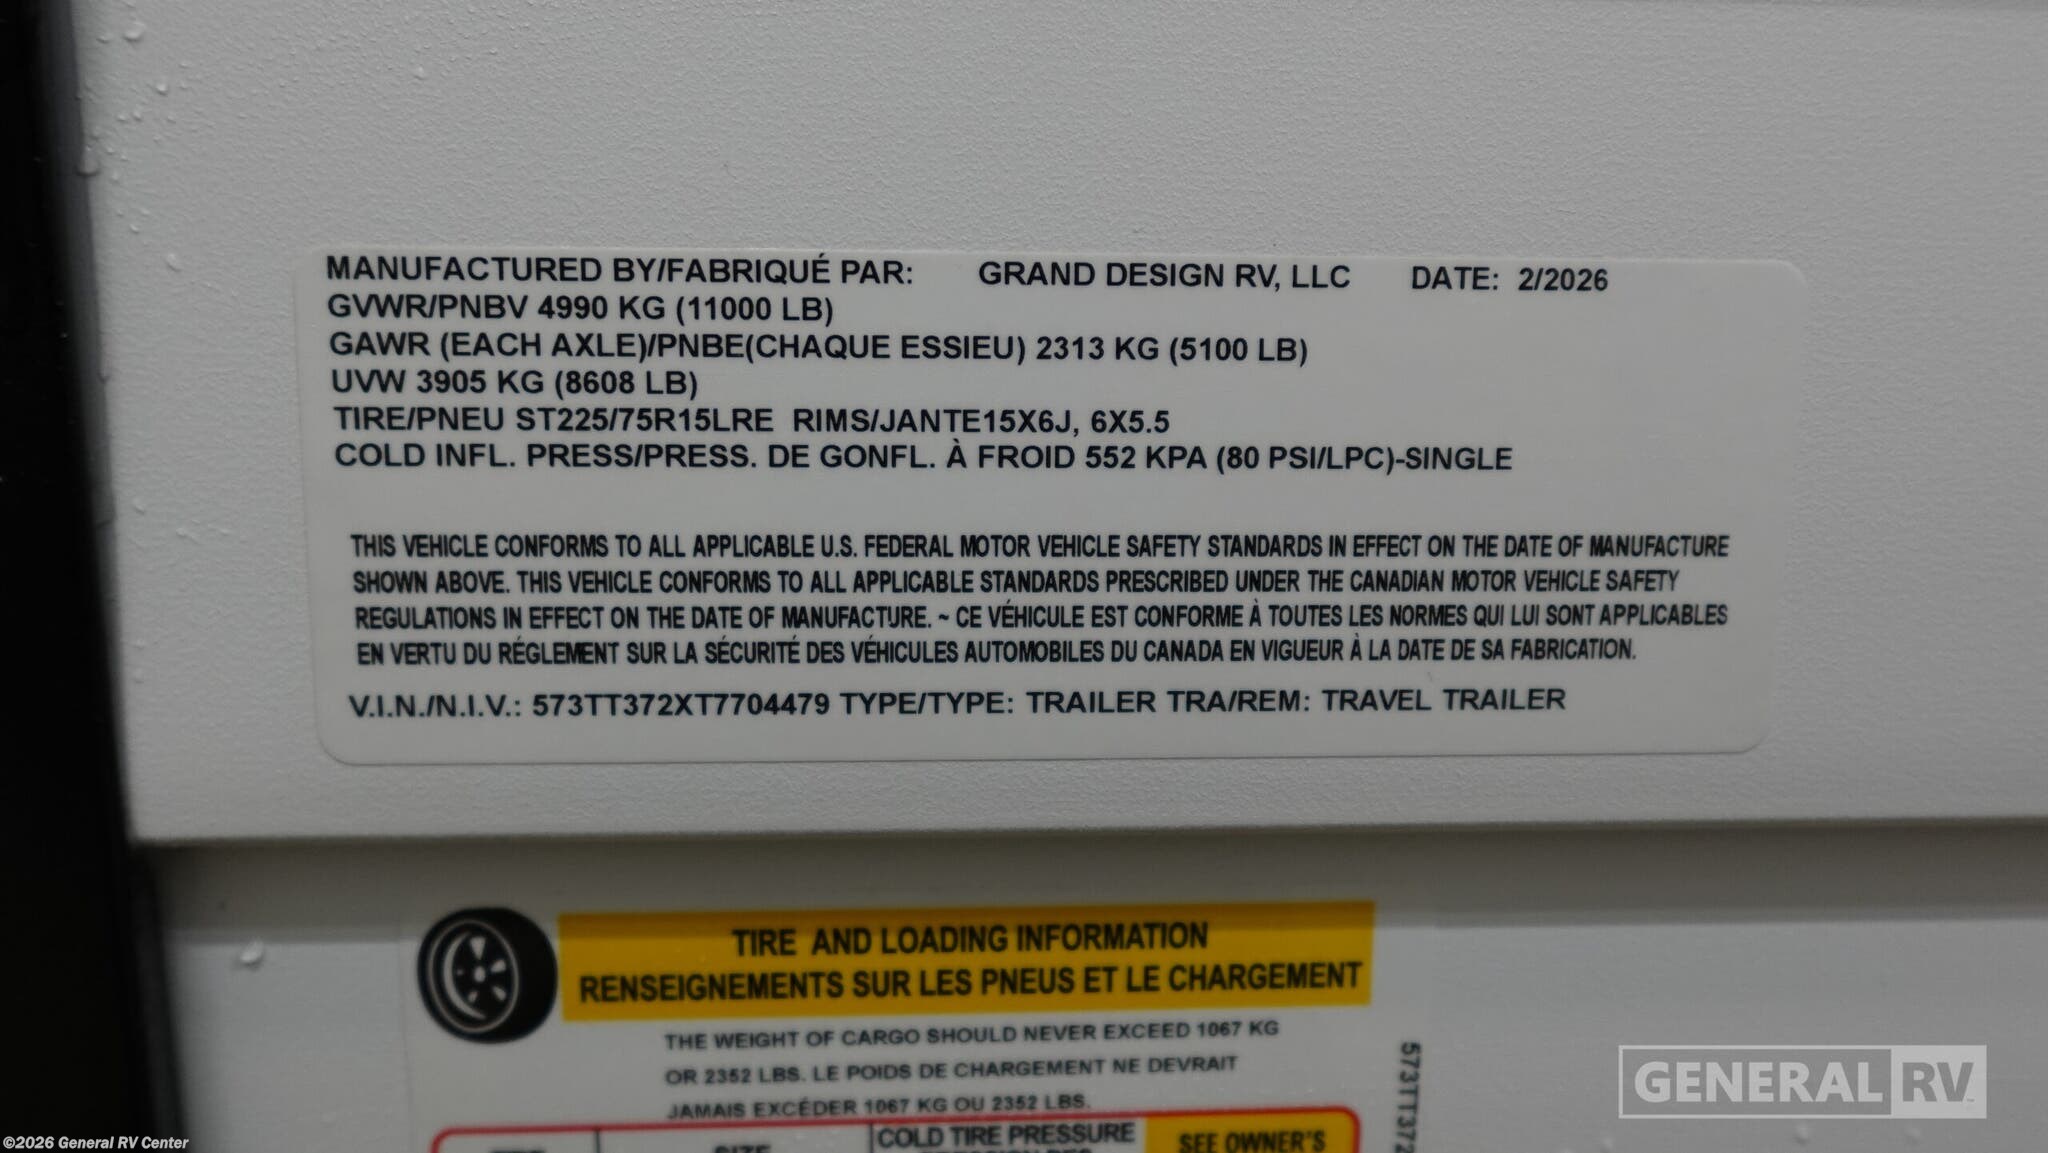 MANUFACTURED BY/FABRIQUÉ PAR: GRAND DESIGN RV, LLC DATE: 2/2026
GVWR/PNBV 4990 KG (11000 LB)
GAWR (EACH AXLE)/PNBE(CHAQUE ESSIEU) 2313 KG (5100 LB)
UVW 3905 KG (8608 LB)
TIRE/PNEU ST225/75R15LRE RIMS/JANTE15X6J, 6X5.5
COLD INFL. PRESS/PRESS. DE GONFL. À FROID 552 KPA (80 PSI/LPC)-SINGLE
THIS VEHICLE CONFORMS TO ALL APPLICABLE U.S. FEDERAL MOTOR VEHICLE SAFETY STANDARDS IN EFFECT ON THE DATE OF MANUFACTURE
SHOWN ABOVE. THIS VEHICLE CONFORMS TO ALL APPLICABLE STANDARDS PRESCRIBED UNDER THE CANADIAN MOTOR VEHICLE SAFETY
REGULATIONS IN EFFECT ON THE DATE OF MANUFACTURE. ~ CE VÉHICULE EST CONFORME À TOUTES LES NORMES QUI LUI SONT APPLICABLES
EN VERTU DU RÉGLEMENT SUR LA SÉCURITÉ DES VÉHICULES AUTOMOBILES DU CANADA EN VIGUEUR À LA DATE DE SA FABRICATION.
V.I.N./N.I.V.: 573TT372XT7704479 TYPE/TYPE: TRAILER TRA/REM: TRAVEL TRAILER
TIRE AND LOADING INFORMATION
RENSEIGNEMENTS SUR LES PNEUS ET LE CHARGEMENT
THE WEIGHT OF CARGO SHOULD NEVER EXCEED 1067 KG
OR 2352 LBS. LE POIDS DE CHARGEMENT NE DEVRAIT
JAMAIS EXCÉDER 1067 KG OU 2352 LBS.
SIZE
COLD TIRE PRESSURE
SEE OWNER'S
573TT372
GENERAL RV
©2026 General RV Center